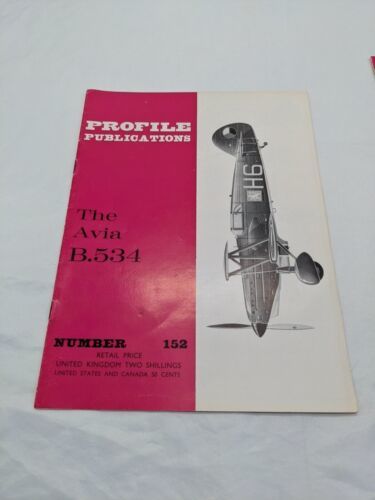 PROFILE
PUBLICATIONS
The
Avia
B.534
NUMBER 152
RETAIL PRICE
UNITED KINGDOM TWO SHILLINGS
UNITED STATES AND CANADA 50 CENTS
H6